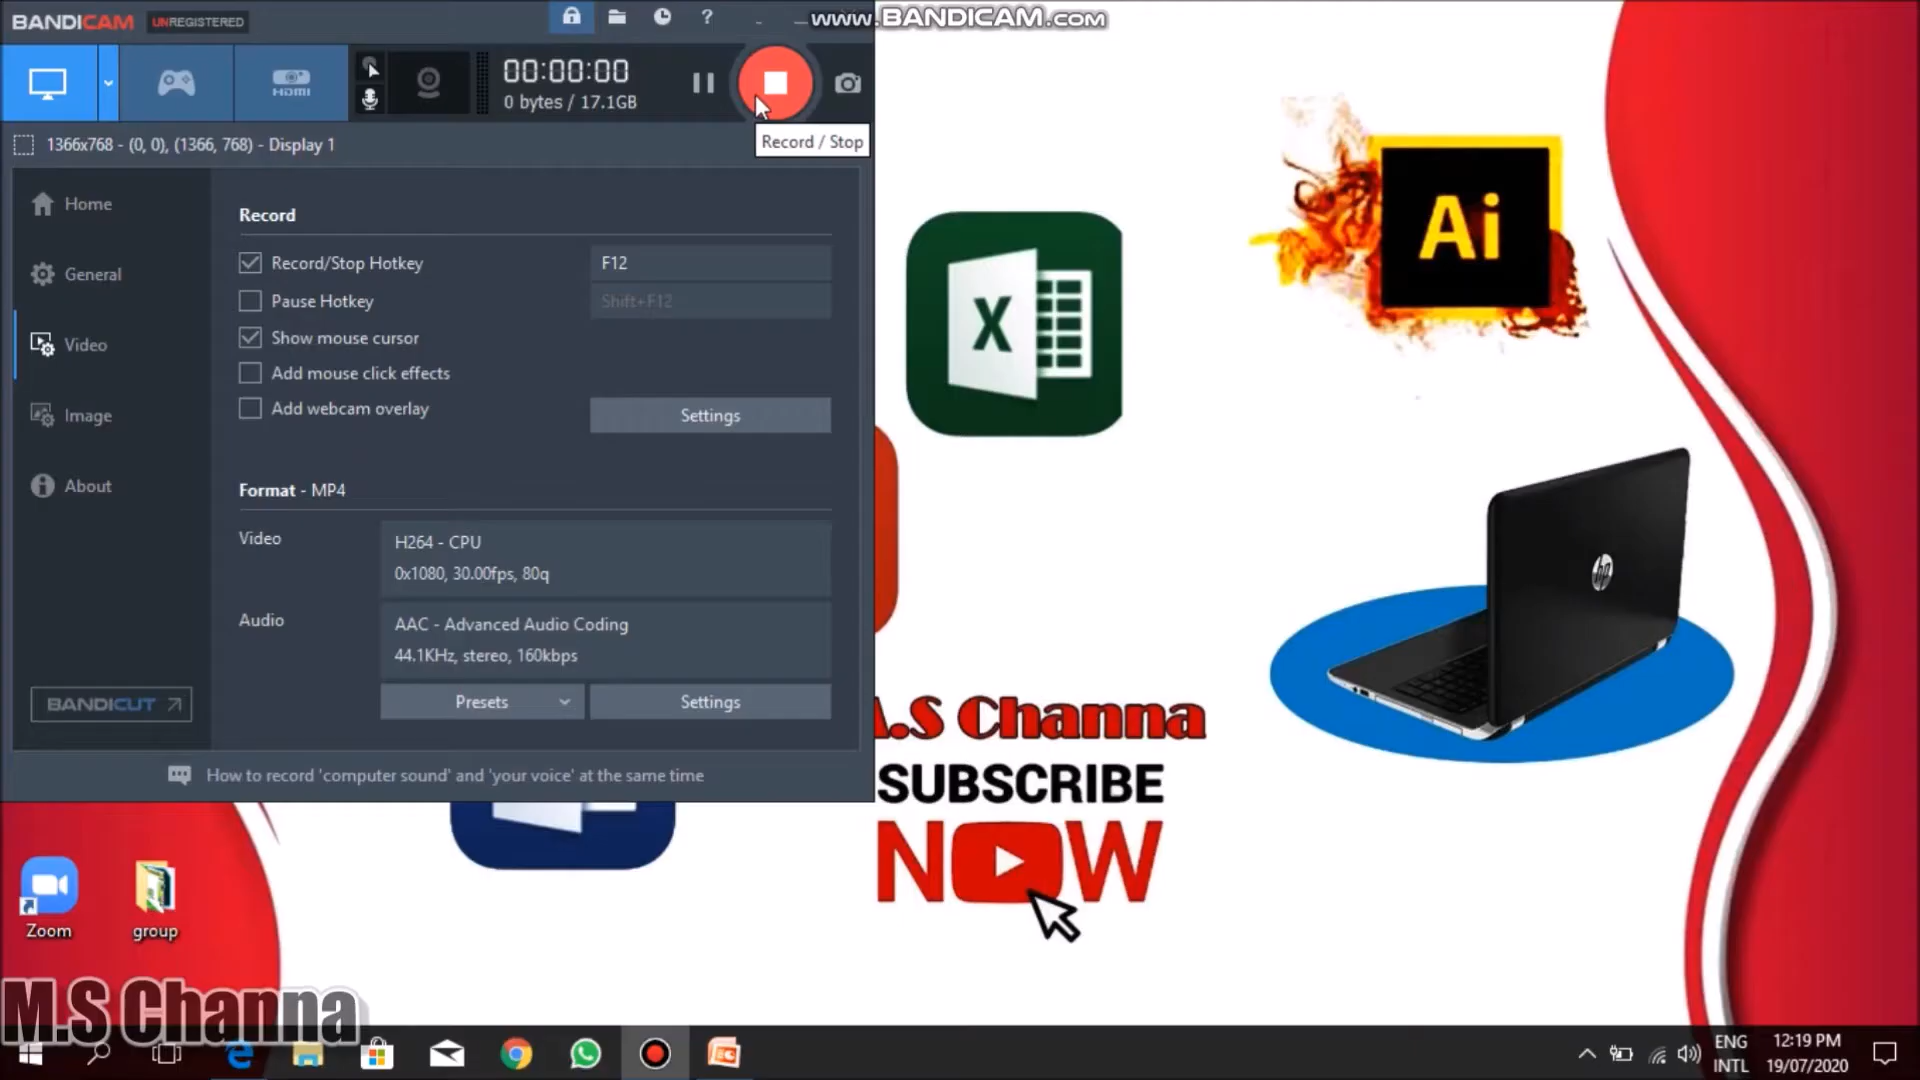 BANDICAM UNREGISTERED
www.BANDICAM.com
HDMI
00:00:00
0 bytes / 17.1GB
Record / Stop
1366x768 - (0, 0), (1366, 768) - Display 1
Home
General
Video
Image
About
BANDICUT
Record
Record/Stop Hotkey F12
Pause Hotkey Shift+F12
Show mouse cursor
Add mouse click effects
Add webcam overlay
Settings
Format - MP4
Video
H264 - CPU
0x1080, 30.00fps, 80q
Audio
AAC - Advanced Audio Coding
44.1KHz, stereo, 160kbps
Presets Settings
How to record 'computer sound' and 'your voice' at the same time
X
Ai
hp
.S Channa
SUBSCRIBE
NOW
Zoom
group
M.S Channa
ENG
INTL
12:19 PM
19/07/2020